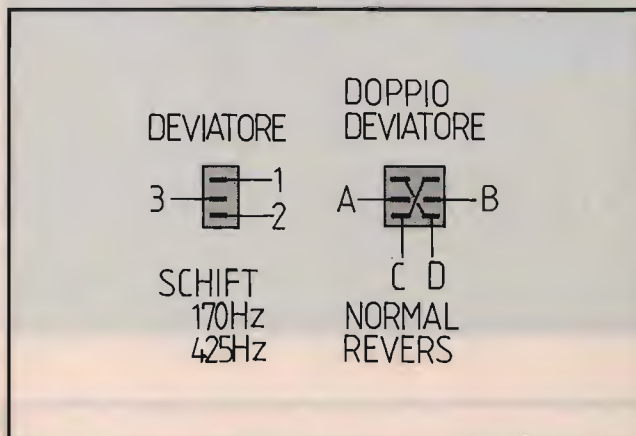 DEVIATORE
3
1
2
SCHIFT
170Hz
425Hz
DOPPIO
DEVIATORE
A
B
C D
NORMAL
REVERS